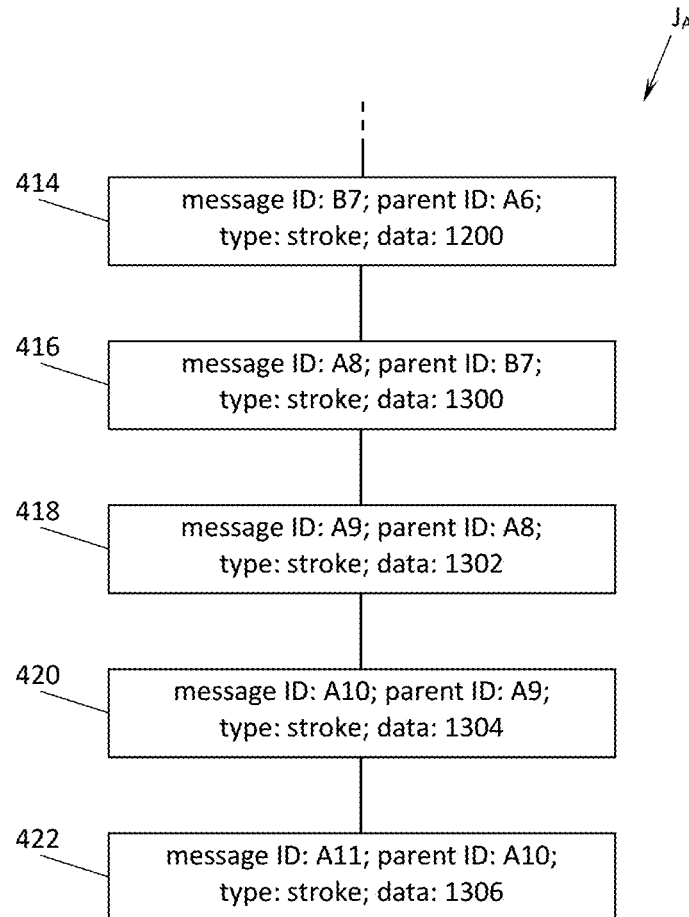 J_A
414
message ID: B7; parent ID: A6;
type: stroke; data: 1200
416
message ID: A8; parent ID: B7;
type: stroke; data: 1300
418
message ID: A9; parent ID: A8;
type: stroke; data: 1302
420
message ID: A10; parent ID: A9;
type: stroke; data: 1304
422
message ID: A11; parent ID: A10;
type: stroke; data: 1306